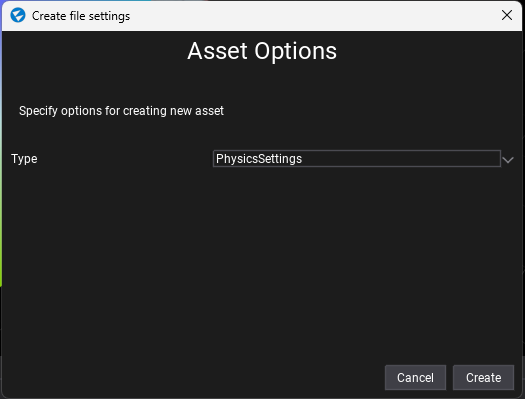 Create file settings
Asset Options
Specify options for creating new asset
Type PhysicsSettings
Cancel Create